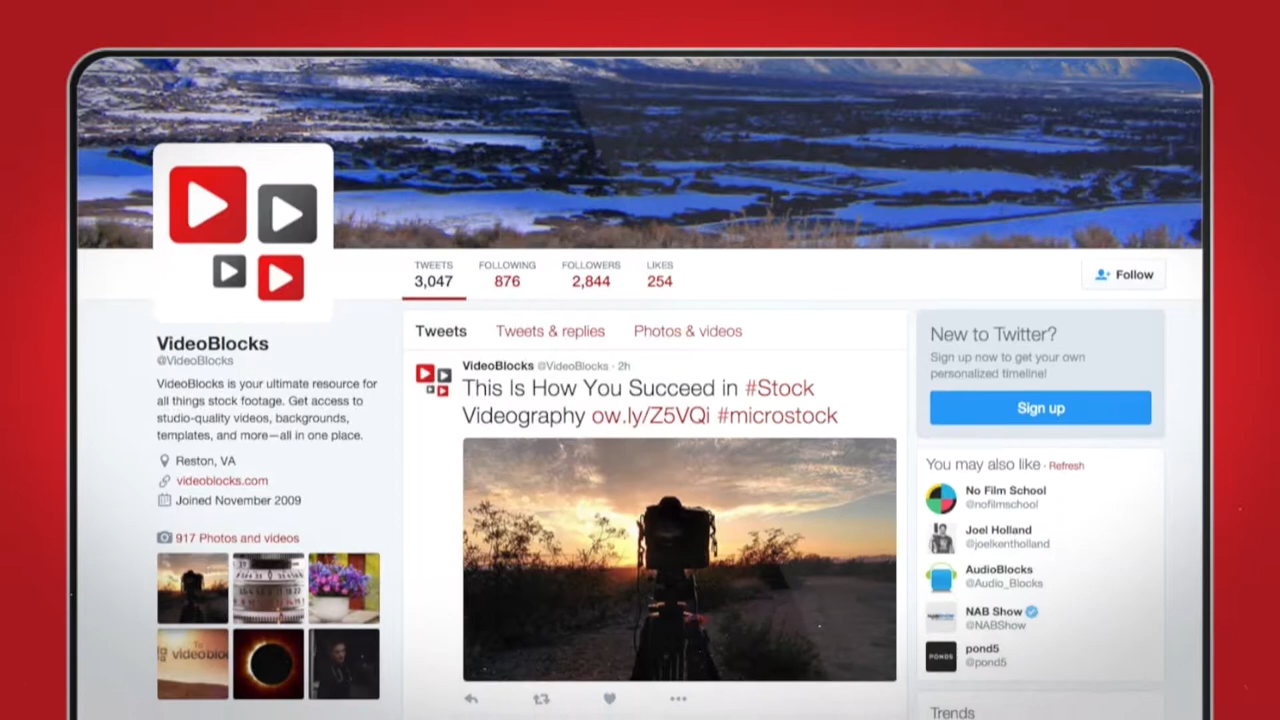 TWEETS
3,047
FOLLOWING
876
FOLLOWERS
2,844
LIKES
254
Follow
VideoBlocks
@VideoBlocks
VideoBlocks is your ultimate resource for
all things stock footage. Get access to
studio-quality videos, backgrounds,
templates, and more—all in one place.
Reston, VA
videoblocks.com
Joined November 2009
917 Photos and videos
Tweets
Tweets & replies
Photos & videos
VideoBlocks @VideoBlocks · 2h
This Is How You Succeed in #Stock
Videography ow.ly/Z5VQi #microstock
New to Twitter?
Sign up now to get your own
personalized timeline!
Sign up
You may also like · Refresh
No Film School
@nofilmschool
Joel Holland
@joelkentholland
AudioBlocks
@Audio_Blocks
NAB Show
@NABShow
pond5
@pond5
Trends